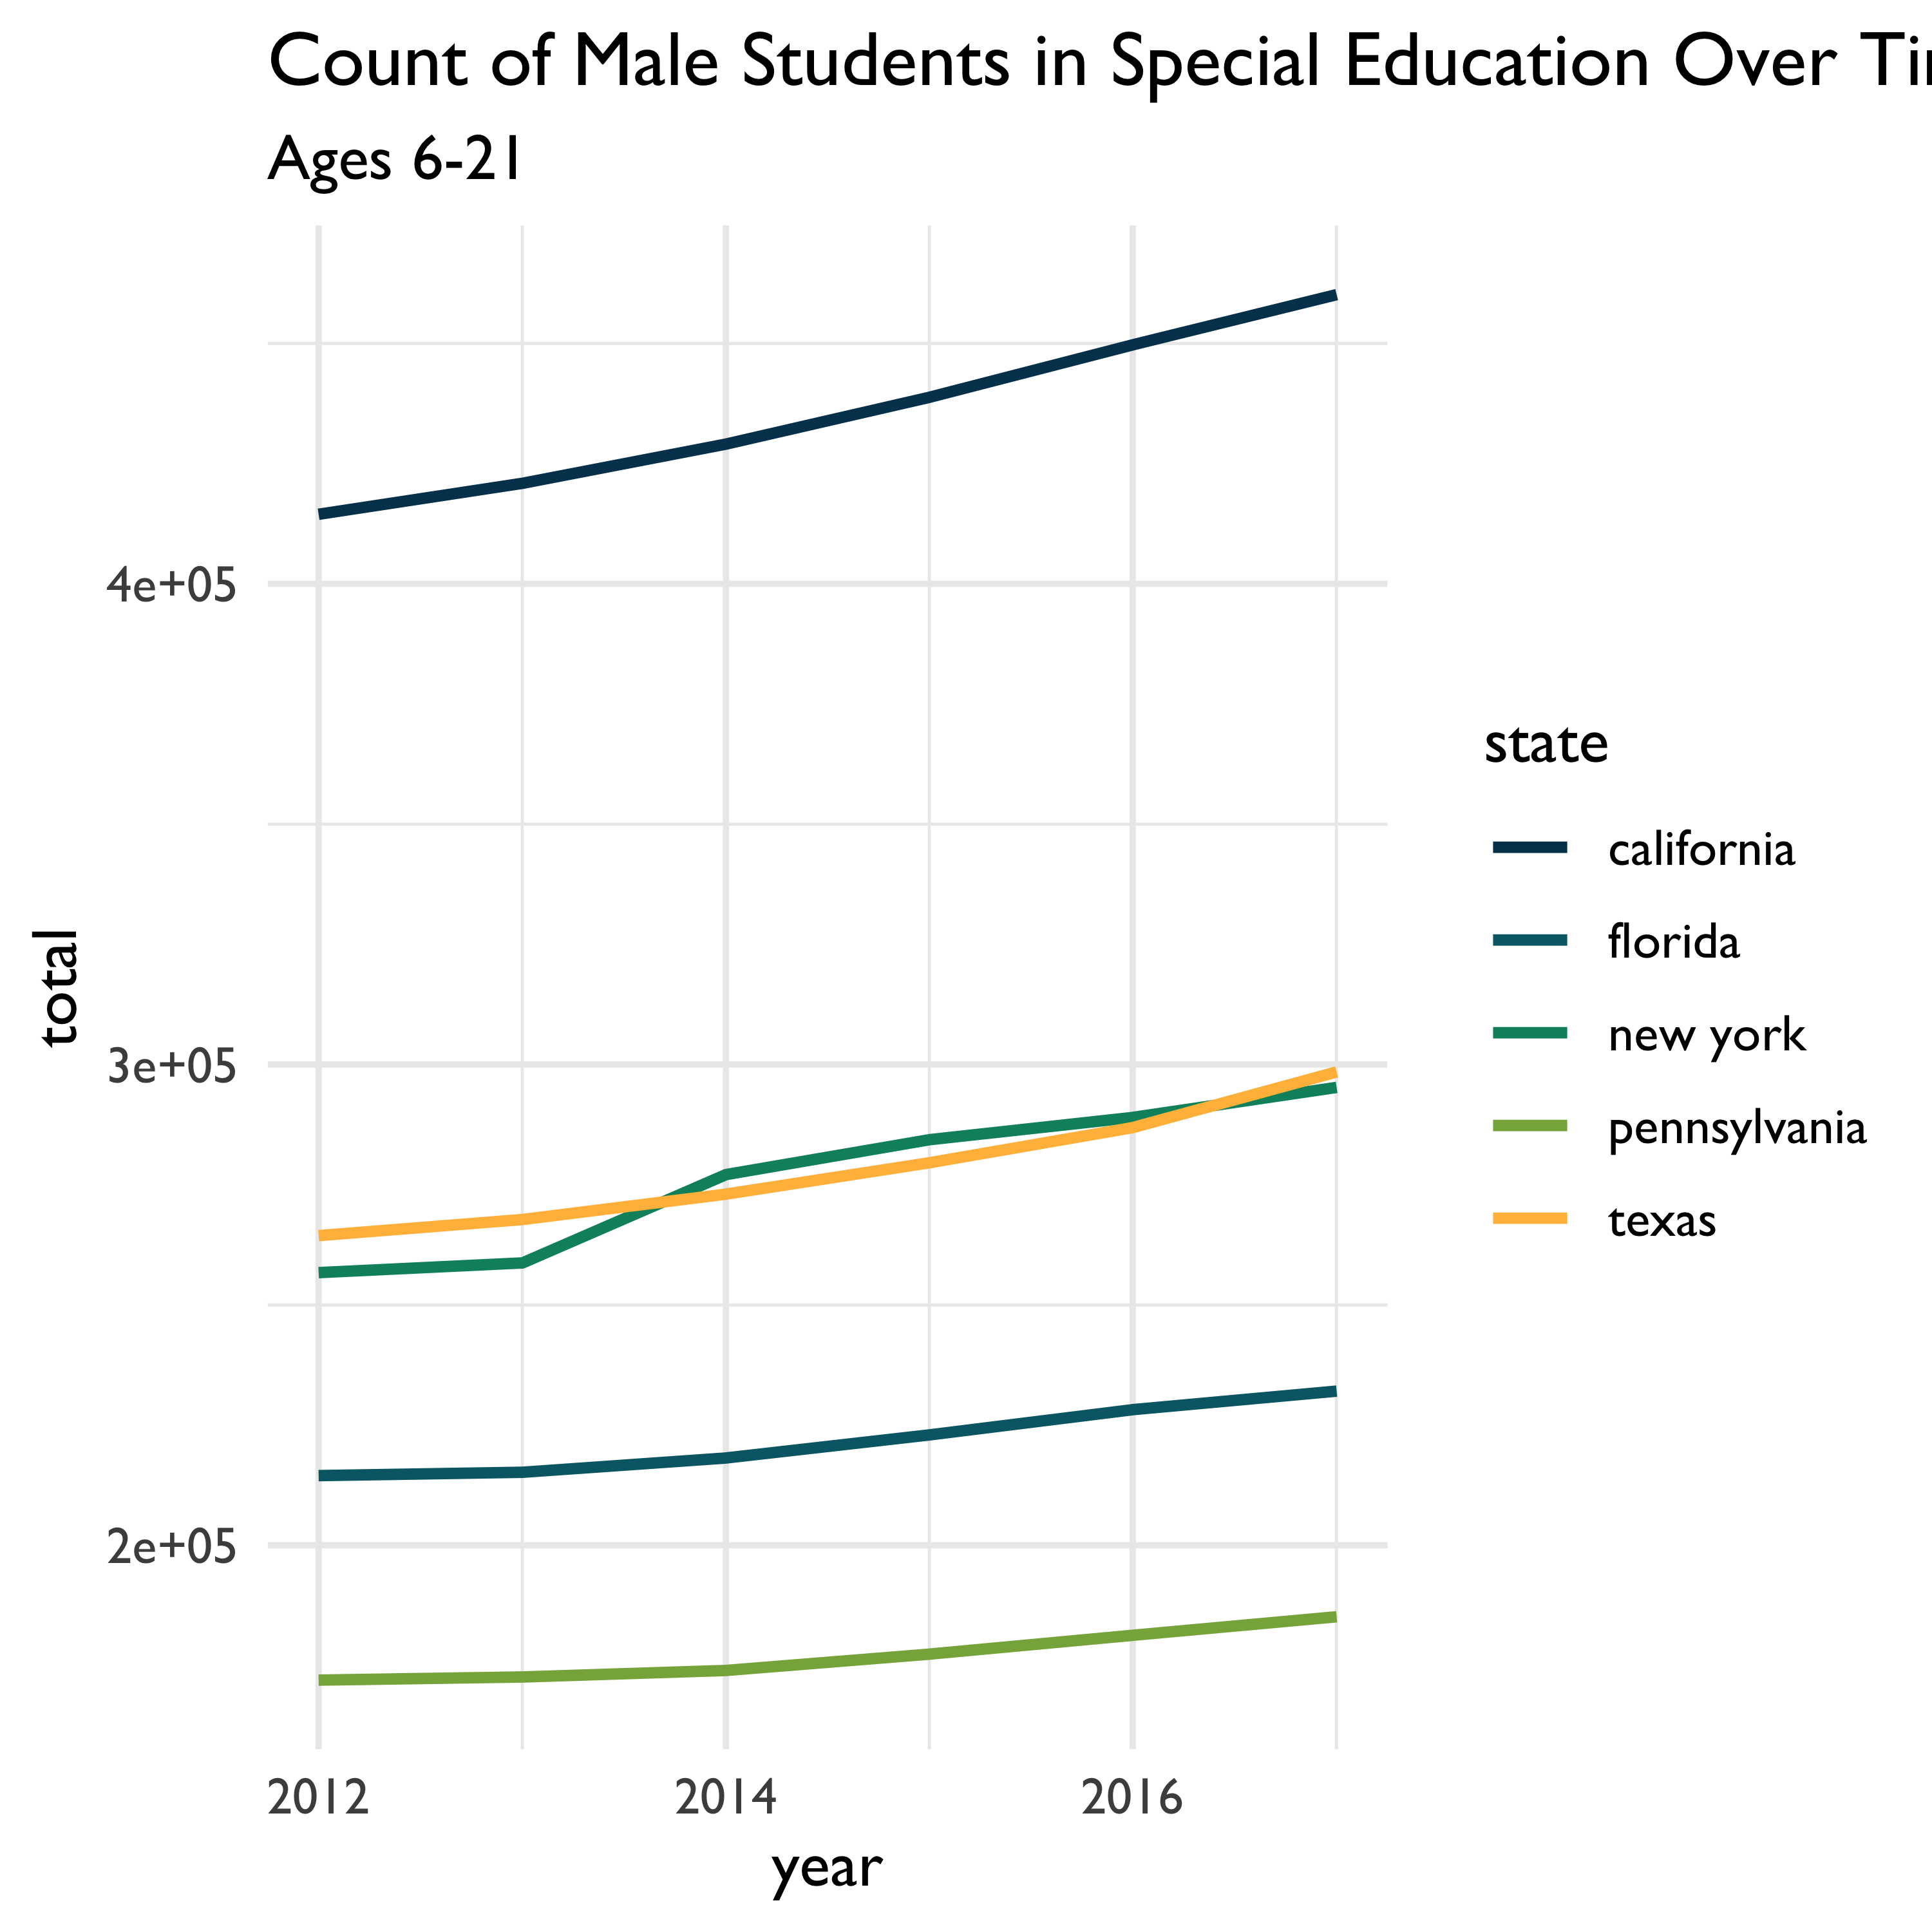 Count of Male Students in Special Education Over Ti
Ages 6-21
4e+05
3e+05
2e+05
total
2012
2014
2016
year
state
california
florida
new york
pennsylvania
texas